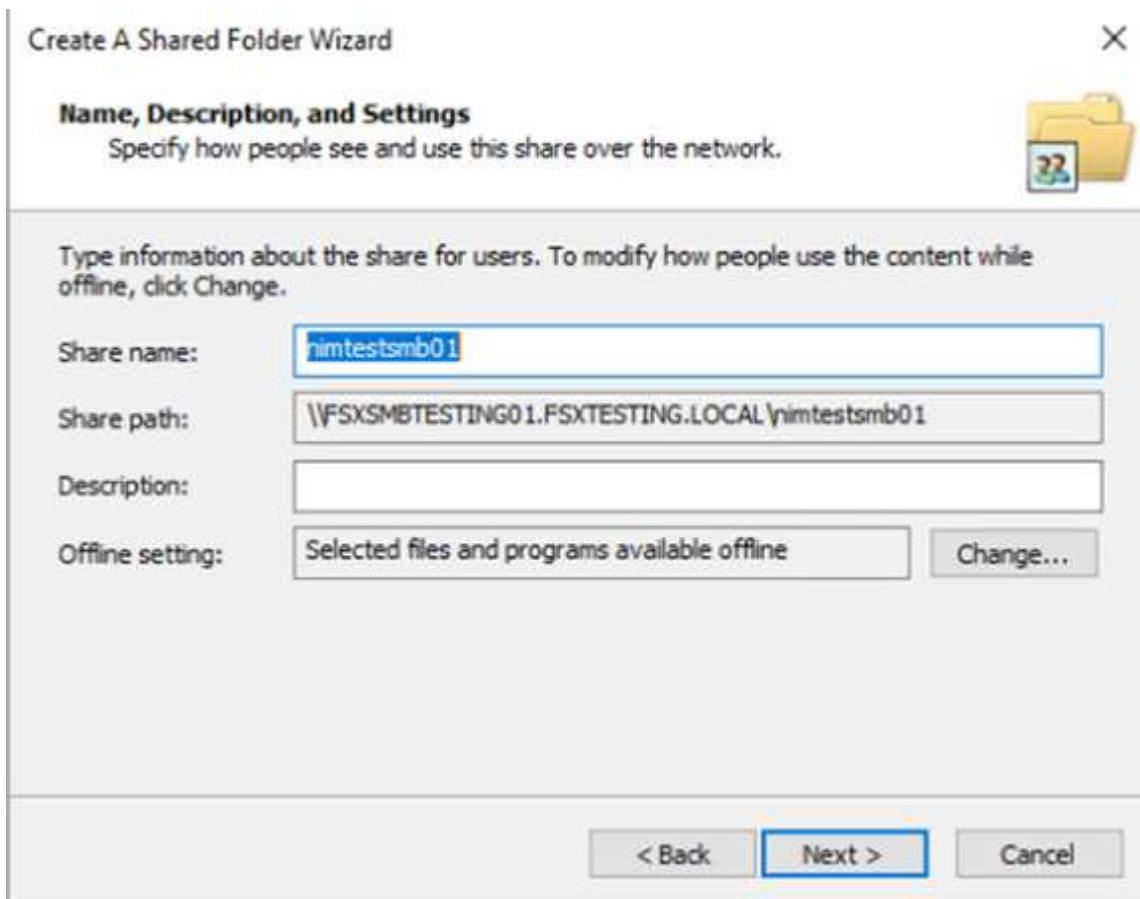 Create A Shared Folder Wizard
Name, Description, and Settings
Specify how people see and use this share over the network.
Type information about the share for users. To modify how people use the content while
offline, click Change.
Share name:
nimtestsmb01
Share path:
\\FSXSMBTESTING01.FSXTESTING.LOCAL\nimtestsmb01
Description:
Offline setting:
Selected files and programs available offline
Change...
< Back
Next >
Cancel